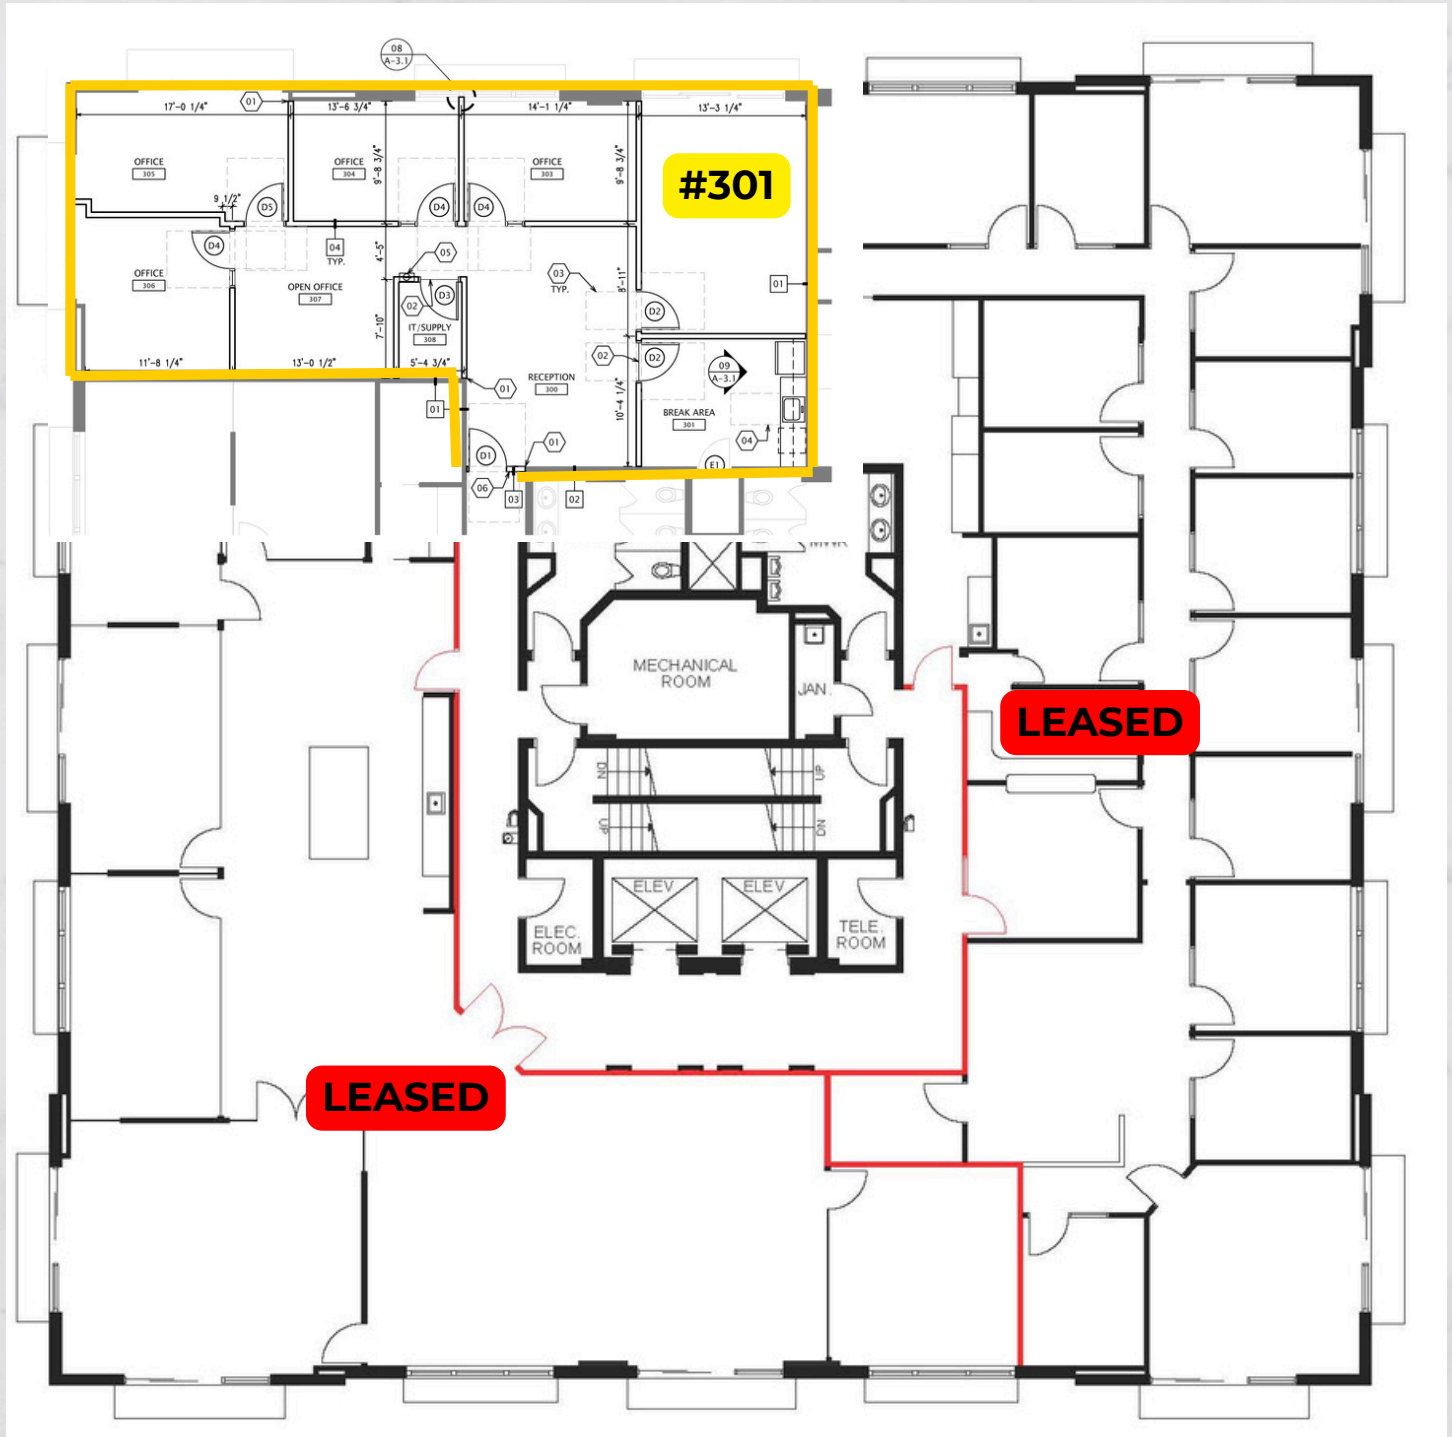 08
A-3.1
17'-0 1/4"
01
13'-6 3/4"
14'-1 1/4"
13'-3 1/4"
OFFICE
305
OFFICE
304
9'-8 3/4"
OFFICE
303
9'-8 3/4"
#301
9 1/2"
D5
D4
D4
D4
04
TYP.
4'-5"
05
OFFICE
306
OPEN OFFICE
307
03
TYP.
8'-11"
01
02
D3
D2
7'-10"
IT/SUPPLY
308
02
D2
09
A-3.1
11'-8 1/4"
13'-0 1/2"
5'-4 3/4"
RECEPTION
300
01
01
10'-4 1/4"
BREAK AREA
301
04
D1
01
E1
06
03
02
MECHANICAL
ROOM
JAN.
LEASED
DN
UP
UP
DN
ELEV
ELEV
ELEC.
ROOM
TELE.
ROOM
LEASED